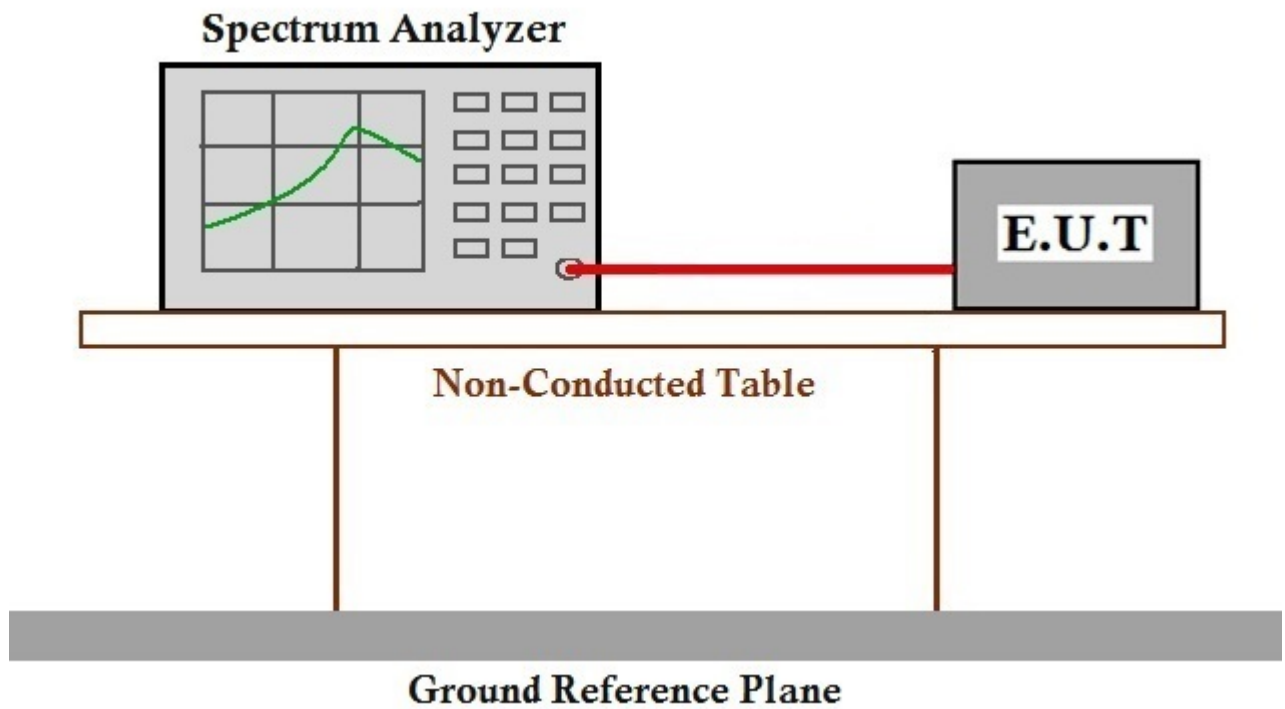 Spectrum Analyzer
E.U.T
Non-Conducted Table
Ground Reference Plane